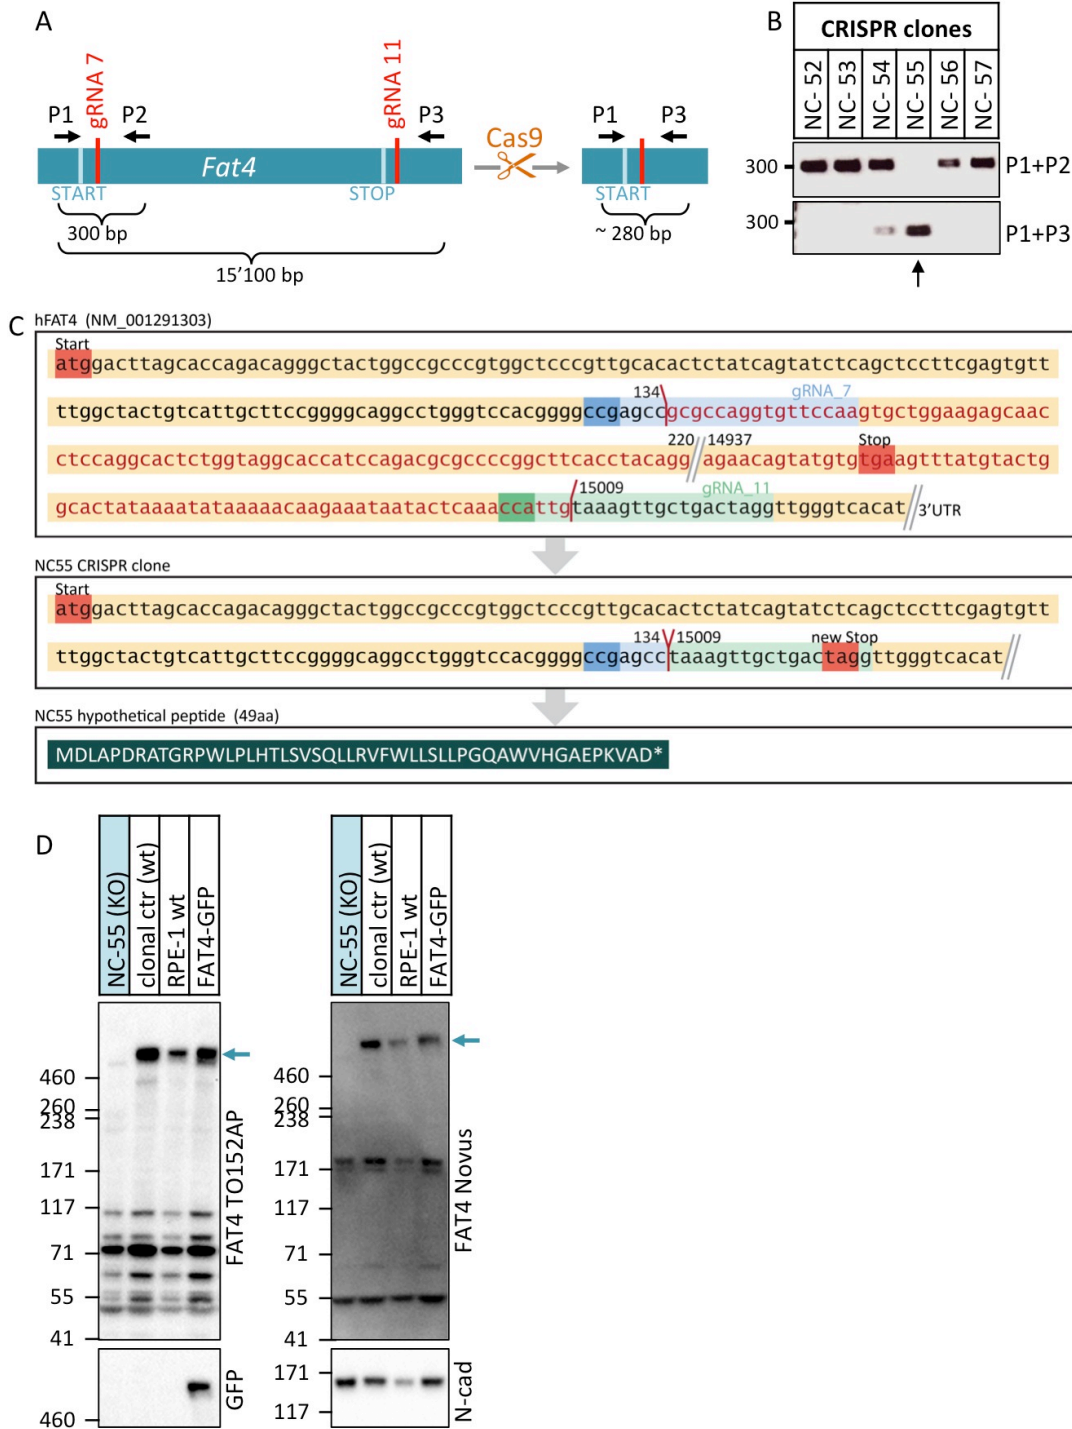 A
gRNA 7
gRNA 11
P1
P2
P3
Fat4
START
STOP
300 bp
15'100 bp
Cas9
P1
P3
START
~ 280 bp
B
CRISPR clones
NC- 52
NC- 53
NC- 54
NC- 55
NC- 56
NC- 57
300
P1+P2
300
P1+P3
C
hFAT4 (NM_001291303)
Start
atggacttagcaccagacagggctactggccgcccgtggctcccgttgcacactctatcagtatctcagctccttcgagtgtt
134
gRNA_7
ttggctactgtcattgcttccggggcaggcctgggtccacggggccgagccgcgccaggtgttccaagtgctggaagagcaac
220
14937
Stop
ctccaggcactctggtaggcaccatccagacgcgccccggcttcacctacagg agaacagtatgtgtgaagtttatgtactg
15009
gRNA_11
gcactataaaatataaaaacaagaaataatactcaaaccattgtaaagttgctgactaggttgggtcacat
3'UTR
NC55 CRISPR clone
Start
atggacttagcaccagacagggctactggccgcccgtggctcccgttgcacactctatcagtatctcagctccttcgagtgtt
134
15009
new Stop
ttggctactgtcattgcttccggggcaggcctgggtccacggggccgagcctaaagttgctgactaggttgggtcacat
NC55 hypothetical peptide (49aa)
MDLAPDRATGRPWLPLHTLSVSQLLRVFWLLSLLPGQAWVHGAEPKVAD*
D
NC-55 (KO)
clonal ctr (wt)
RPE-1 wt
FAT4-GFP
460
260
238
171
117
71
55
41
FAT4 TO152AP
460
GFP
NC-55 (KO)
clonal ctr (wt)
RPE-1 wt
FAT4-GFP
460
260
238
171
117
71
55
41
FAT4 Novus
171
117
N-cad